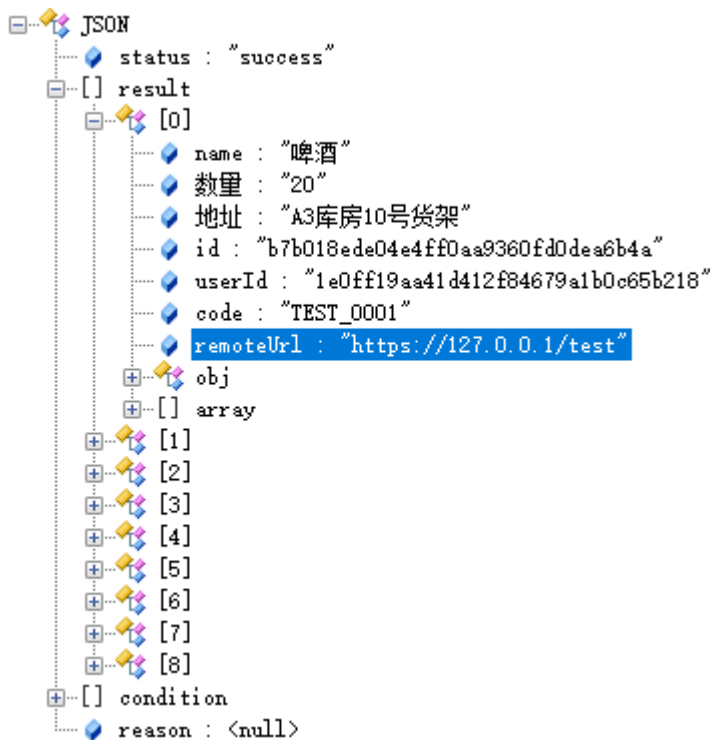 JSON
status : "success"
[] result
[0]
name : "啤酒"
数量 : "20"
地址 : "A3库房10号货架"
id : "b7b018ede04e4ff0aa9360fd0dea6b4a"
userId : "1e0ff19aa41d412f84679a1b0c65b218"
code : "TEST_0001"
remoteUrl : "https://127.0.0.1/test"
obj
[] array
[1]
[2]
[3]
[4]
[5]
[6]
[7]
[8]
[] condition
reason : <null>